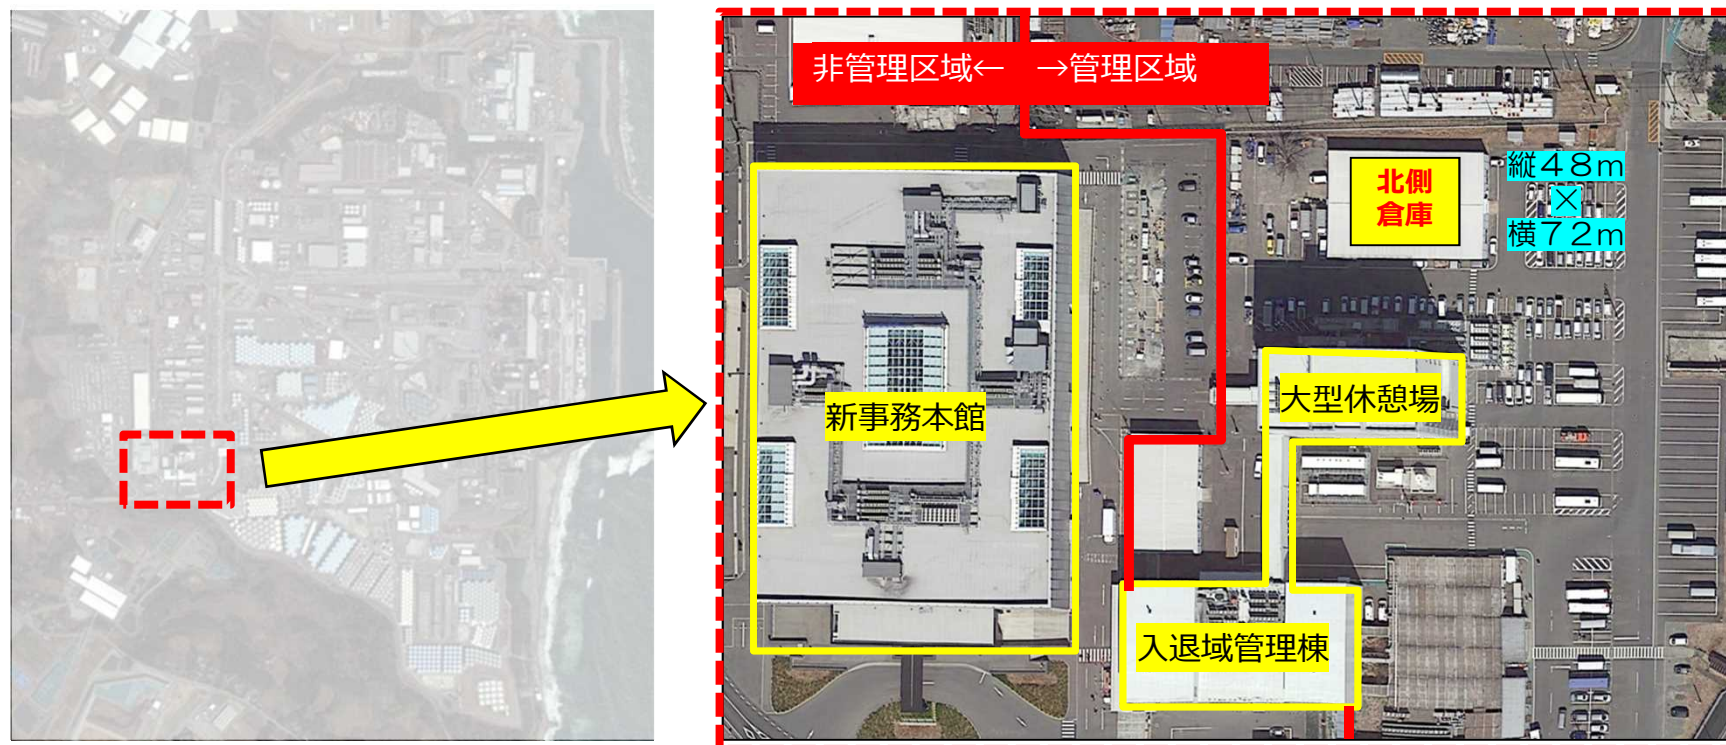 非管理区域← →管理区域
北側
倉庫
縦48m
×
横72m
大型休憩場
新事務本館
入退域管理棟